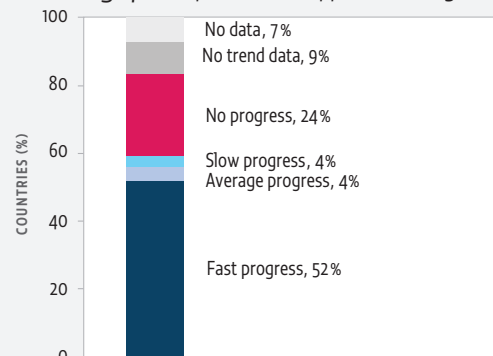 100
80
60
40
20
0
COUNTRIES (%)
No data, 7%
No trend data, 9%
No progress, 24%
Slow progress, 4%
Average progress, 4%
Fast progress, 52%